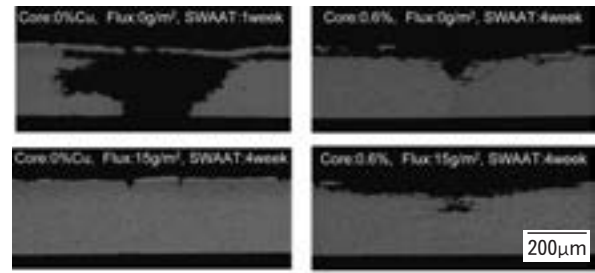 Core:0%Cu, Flux:0g/m², SWAAT:1week
Core:0.6%, Flux:0g/m², SWAAT:4week
Core:0%Cu, Flux:15g/m², SWAAT:4week
Core:0.6%, Flux:15g/m², SWAAT:4week
200μm